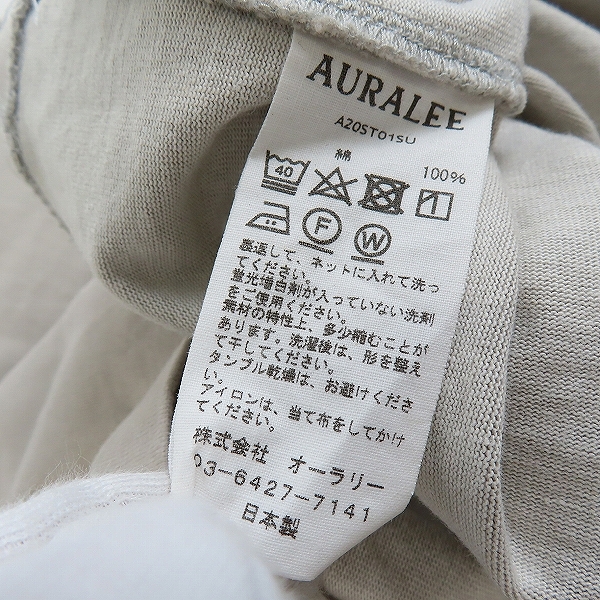 AURALEE
A20ST01SU
綿 100%
40
F W
裏返して、ネットに入れて洗っ
てください。
蛍光増白剤が入っていない洗剤
をご使用ください。
素材の特性上、多少縮むことが
あります。洗濯後は、形を整え
て干してください。
タンブル乾燥は、お避けくださ
い。
アイロンは、当て布をしてかけ
てください。
株式会社 オーラリー
03-6427-7141
日本製